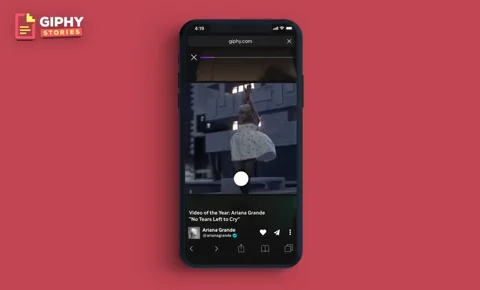 GIPHY
STORIES
4:19
giphy.com
Video of the Year: Ariana Grande
"No Tears Left to Cry"
Ariana Grande
@arianagrande